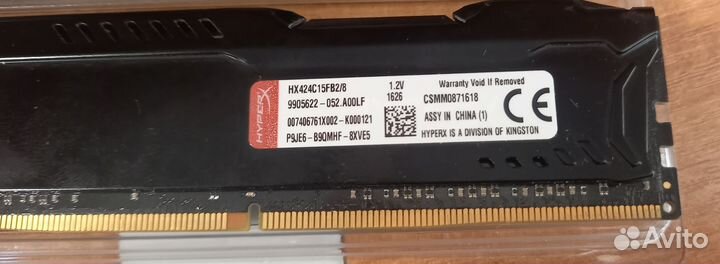 HYPERX
HX424C15FB2/8
9905622-052.A00LF
007406761X002-K000121
P9JE6-B9QMHF-8XVE5
1.2V
1626
Warranty Void If Removed
CSMM0871618
ASSY IN CHINA (1)
HYPERX IS A DIVISION OF KINGSTON
CE
Avito